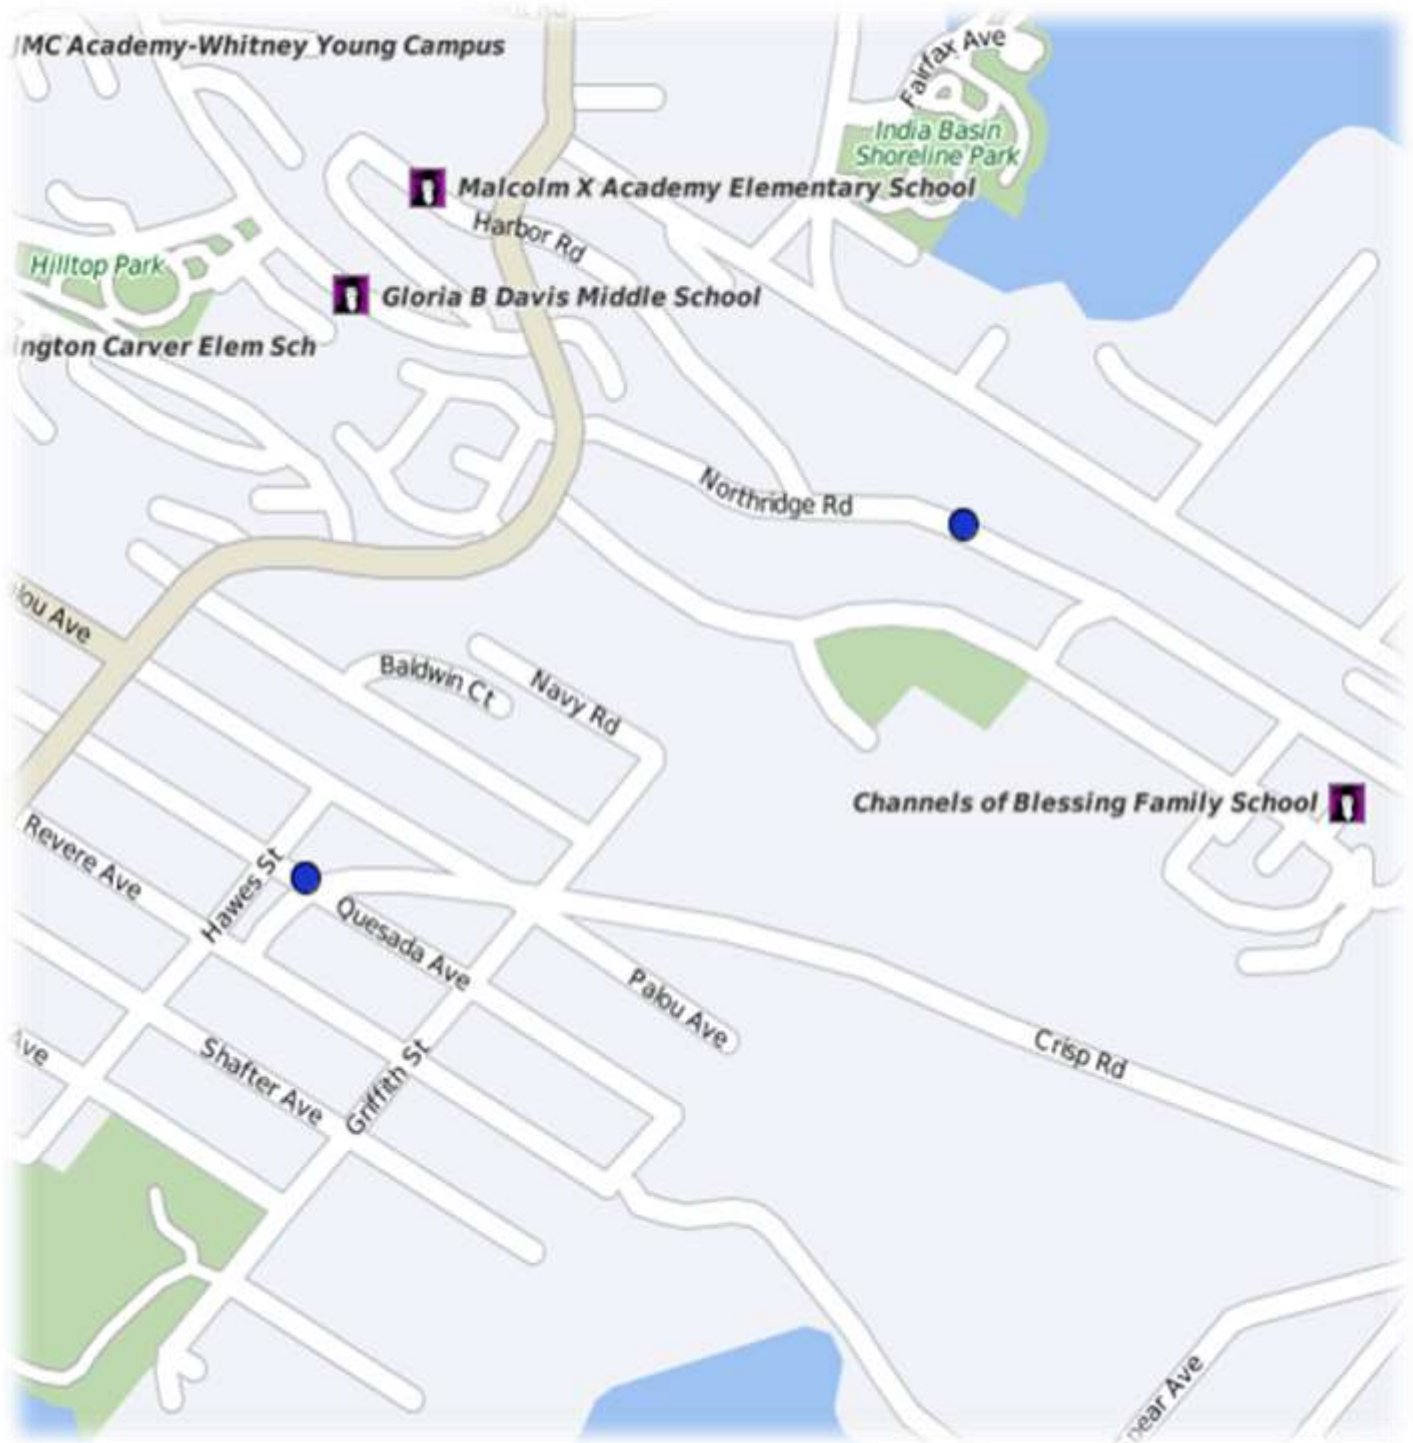 JMC Academy-Whitney Young Campus
Fairfax Ave
India Basin
Shoreline Park
Malcolm X Academy Elementary School
Harbor Rd
Hilltop Park
Gloria B Davis Middle School
ington Carver Elem Sch
Northridge Rd
lou Ave
Baldwin Ct
Navy Rd
Channels of Blessing Family School
Revere Ave
Hawes St
Quesada Ave
Palou Ave
Crisp Rd
Ave
Shafter Ave
Griffith St
pear Ave